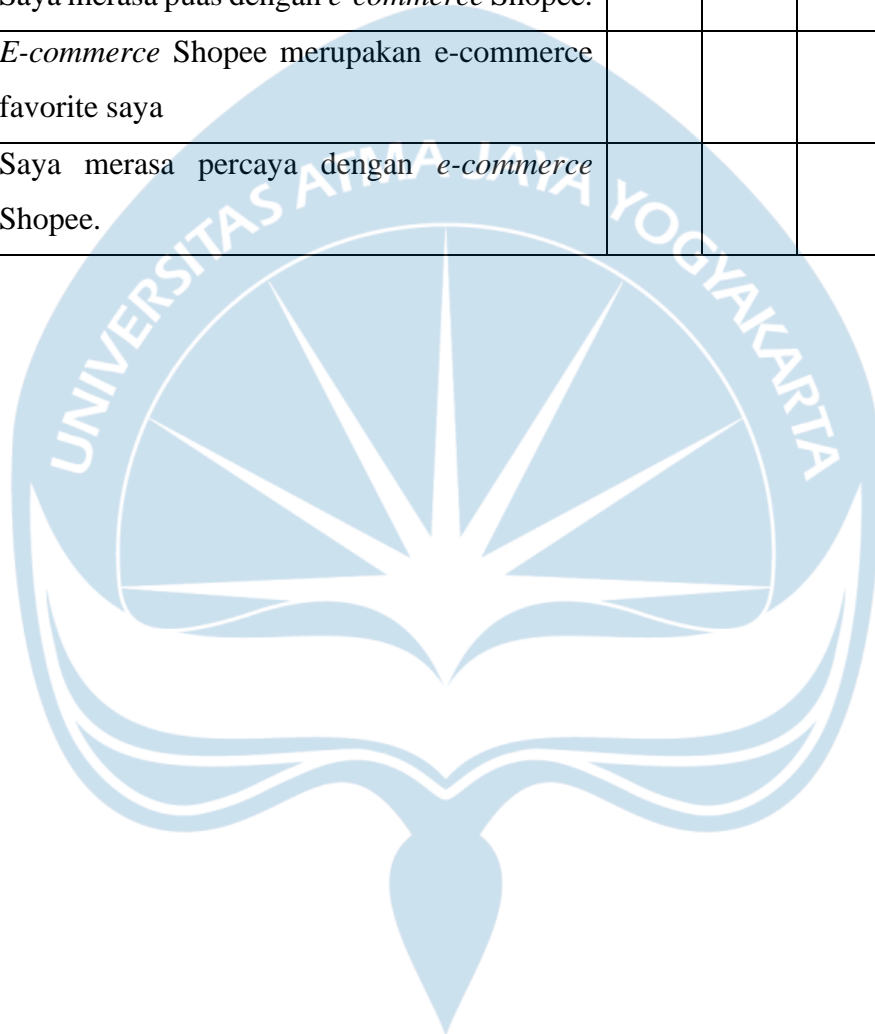 Saya merasa puas dengan e-commerce Shopee.
E-commerce Shopee merupakan e-commerce
favorite saya
Saya merasa percaya dengan e-commerce
Shopee.
UNIVERSITAS ATMA JAYA YOGYAKARTA